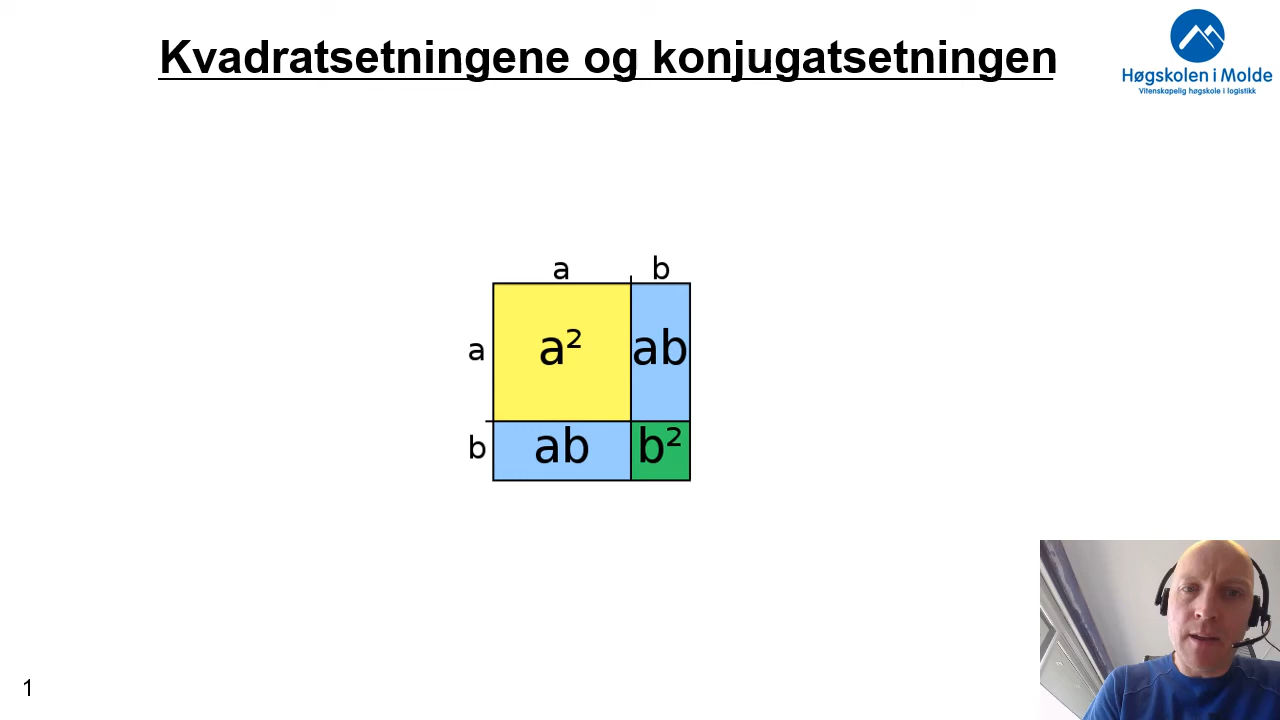 Kvadratsetningene og konjugatsetningen
Høgskolen i Molde
Vitenskapelig høgskole i logistikk
a b
a a² ab
b ab b²
1